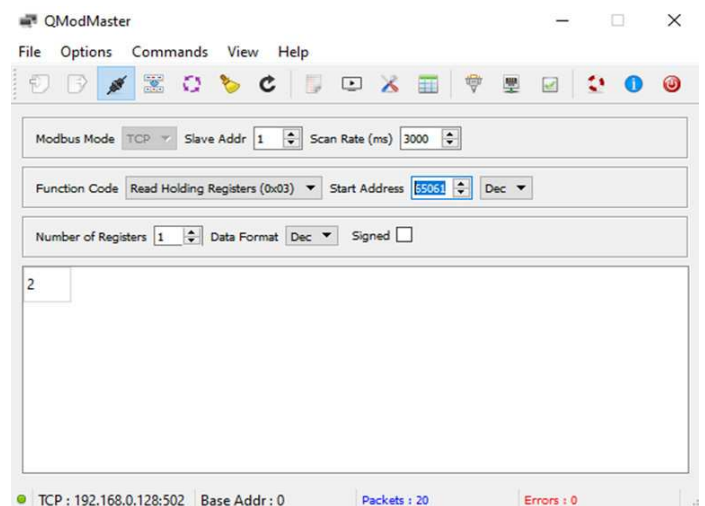 QModMaster
File Options Commands View Help
Modbus Mode TCP Slave Addr 1 Scan Rate (ms) 3000
Function Code Read Holding Registers (0x03) Start Address 65061 Dec
Number of Registers 1 Data Format Dec Signed
2
TCP : 192.168.0.128:502 Base Addr : 0 Packets : 20 Errors : 0